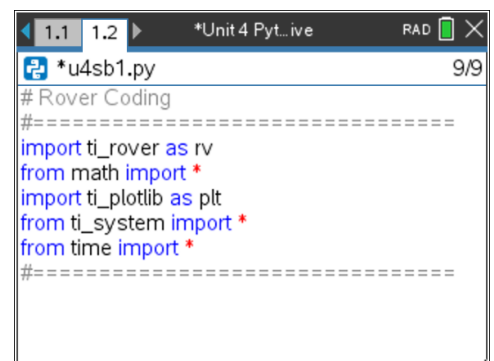 1.1 1.2 *Unit 4 Pyt...ive RAD
*u4sb1.py 9/9
# Rover Coding
#================================
import ti_rover as rv
from math import *
import ti_plotlib as plt
from ti_system import *
from time import *
#================================